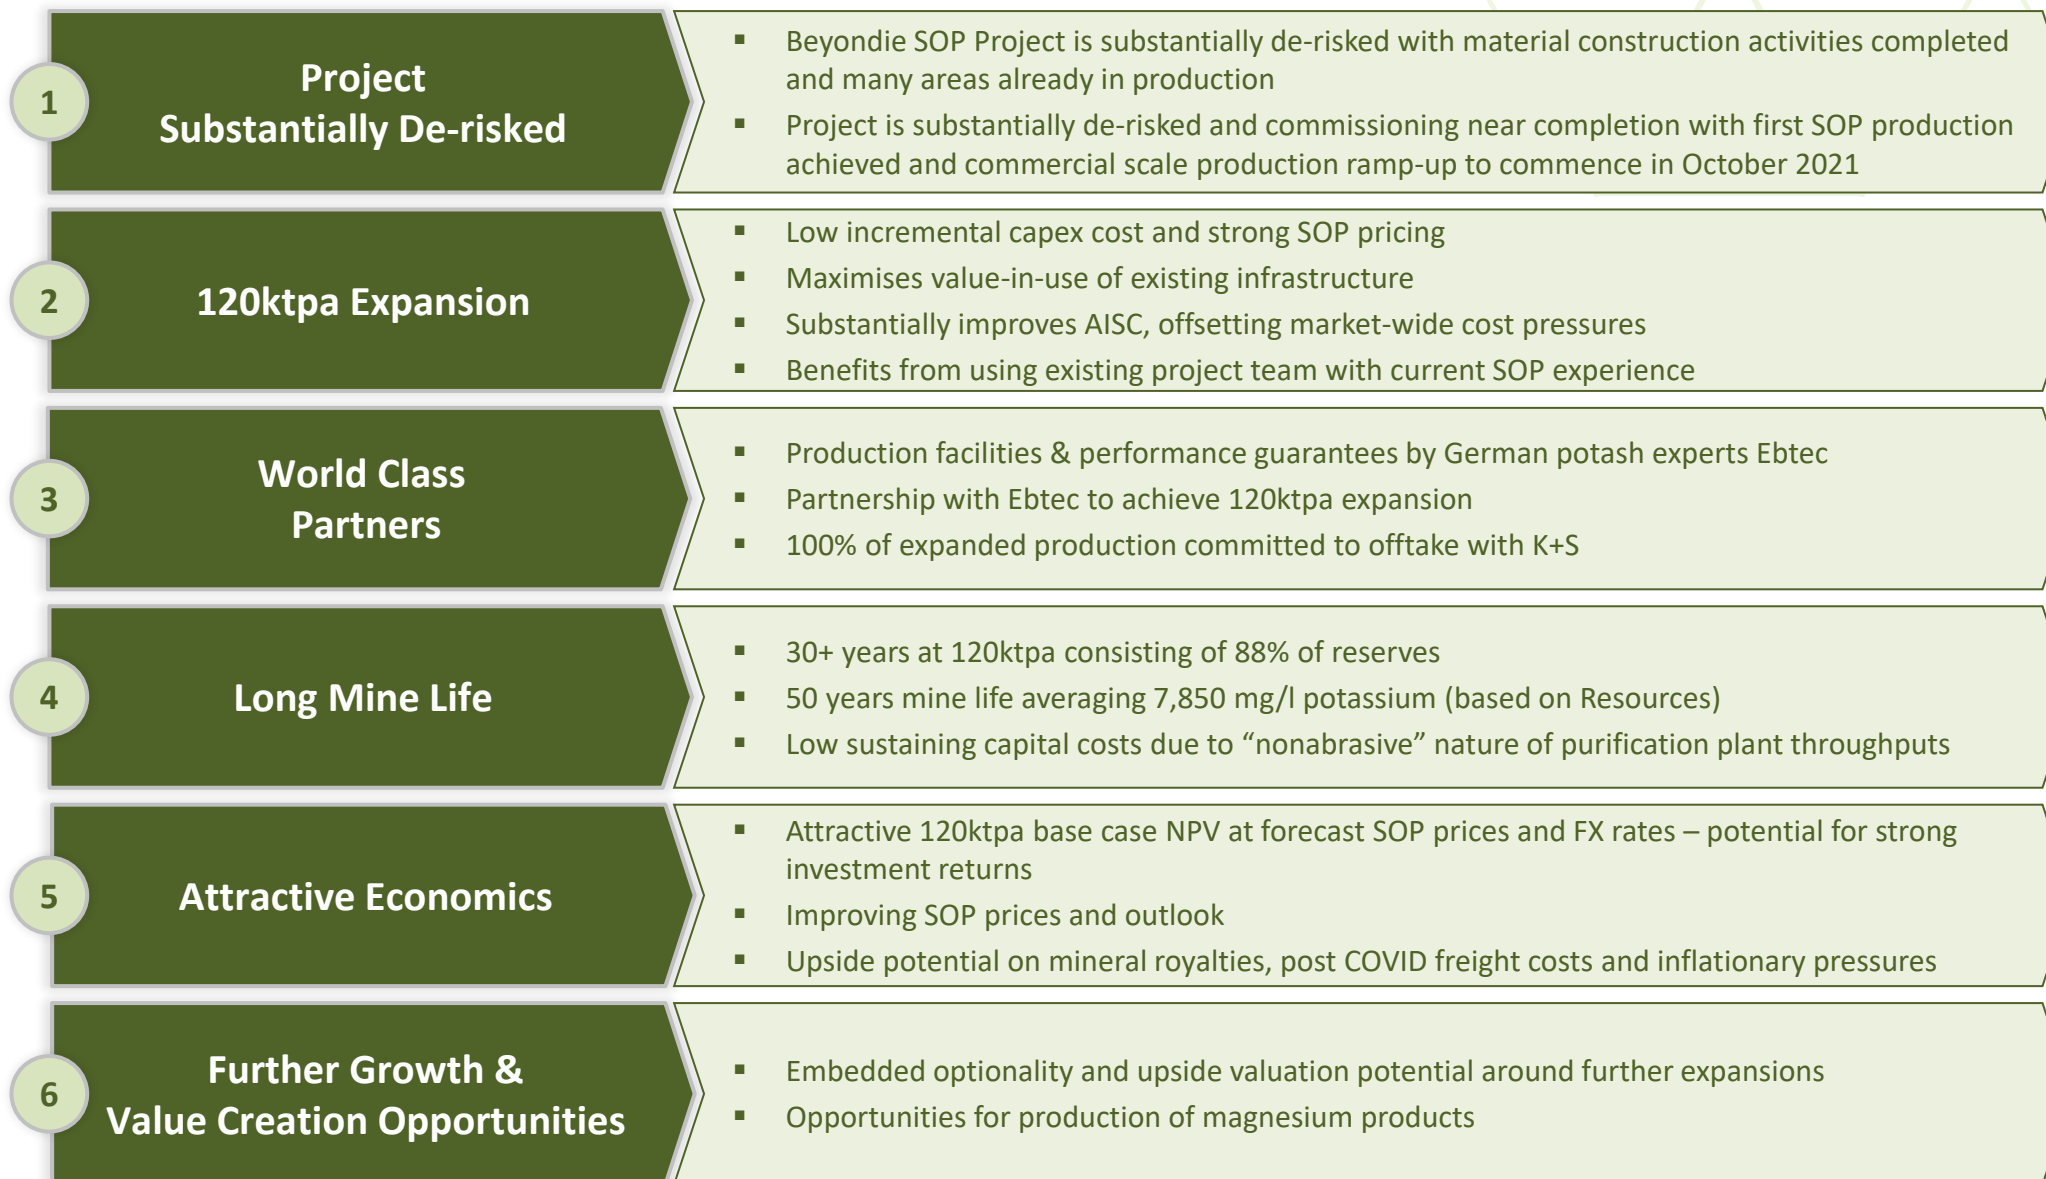 1
Project
Substantially De-risked
▪ Beyondie SOP Project is substantially de-risked with material construction activities completed
and many areas already in production
▪ Project is substantially de-risked and commissioning near completion with first SOP production
achieved and commercial scale production ramp-up to commence in October 2021
2
120ktpa Expansion
▪ Low incremental capex cost and strong SOP pricing
▪ Maximises value-in-use of existing infrastructure
▪ Substantially improves AISC, offsetting market-wide cost pressures
▪ Benefits from using existing project team with current SOP experience
3
World Class
Partners
▪ Production facilities & performance guarantees by German potash experts Ebtec
▪ Partnership with Ebtec to achieve 120ktpa expansion
▪ 100% of expanded production committed to offtake with K+S
4
Long Mine Life
▪ 30+ years at 120ktpa consisting of 88% of reserves
▪ 50 years mine life averaging 7,850 mg/l potassium (based on Resources)
▪ Low sustaining capital costs due to “nonabrasive” nature of purification plant throughputs
5
Attractive Economics
▪ Attractive 120ktpa base case NPV at forecast SOP prices and FX rates – potential for strong
investment returns
▪ Improving SOP prices and outlook
▪ Upside potential on mineral royalties, post COVID freight costs and inflationary pressures
6
Further Growth &
Value Creation Opportunities
▪ Embedded optionality and upside valuation potential around further expansions
▪ Opportunities for production of magnesium products